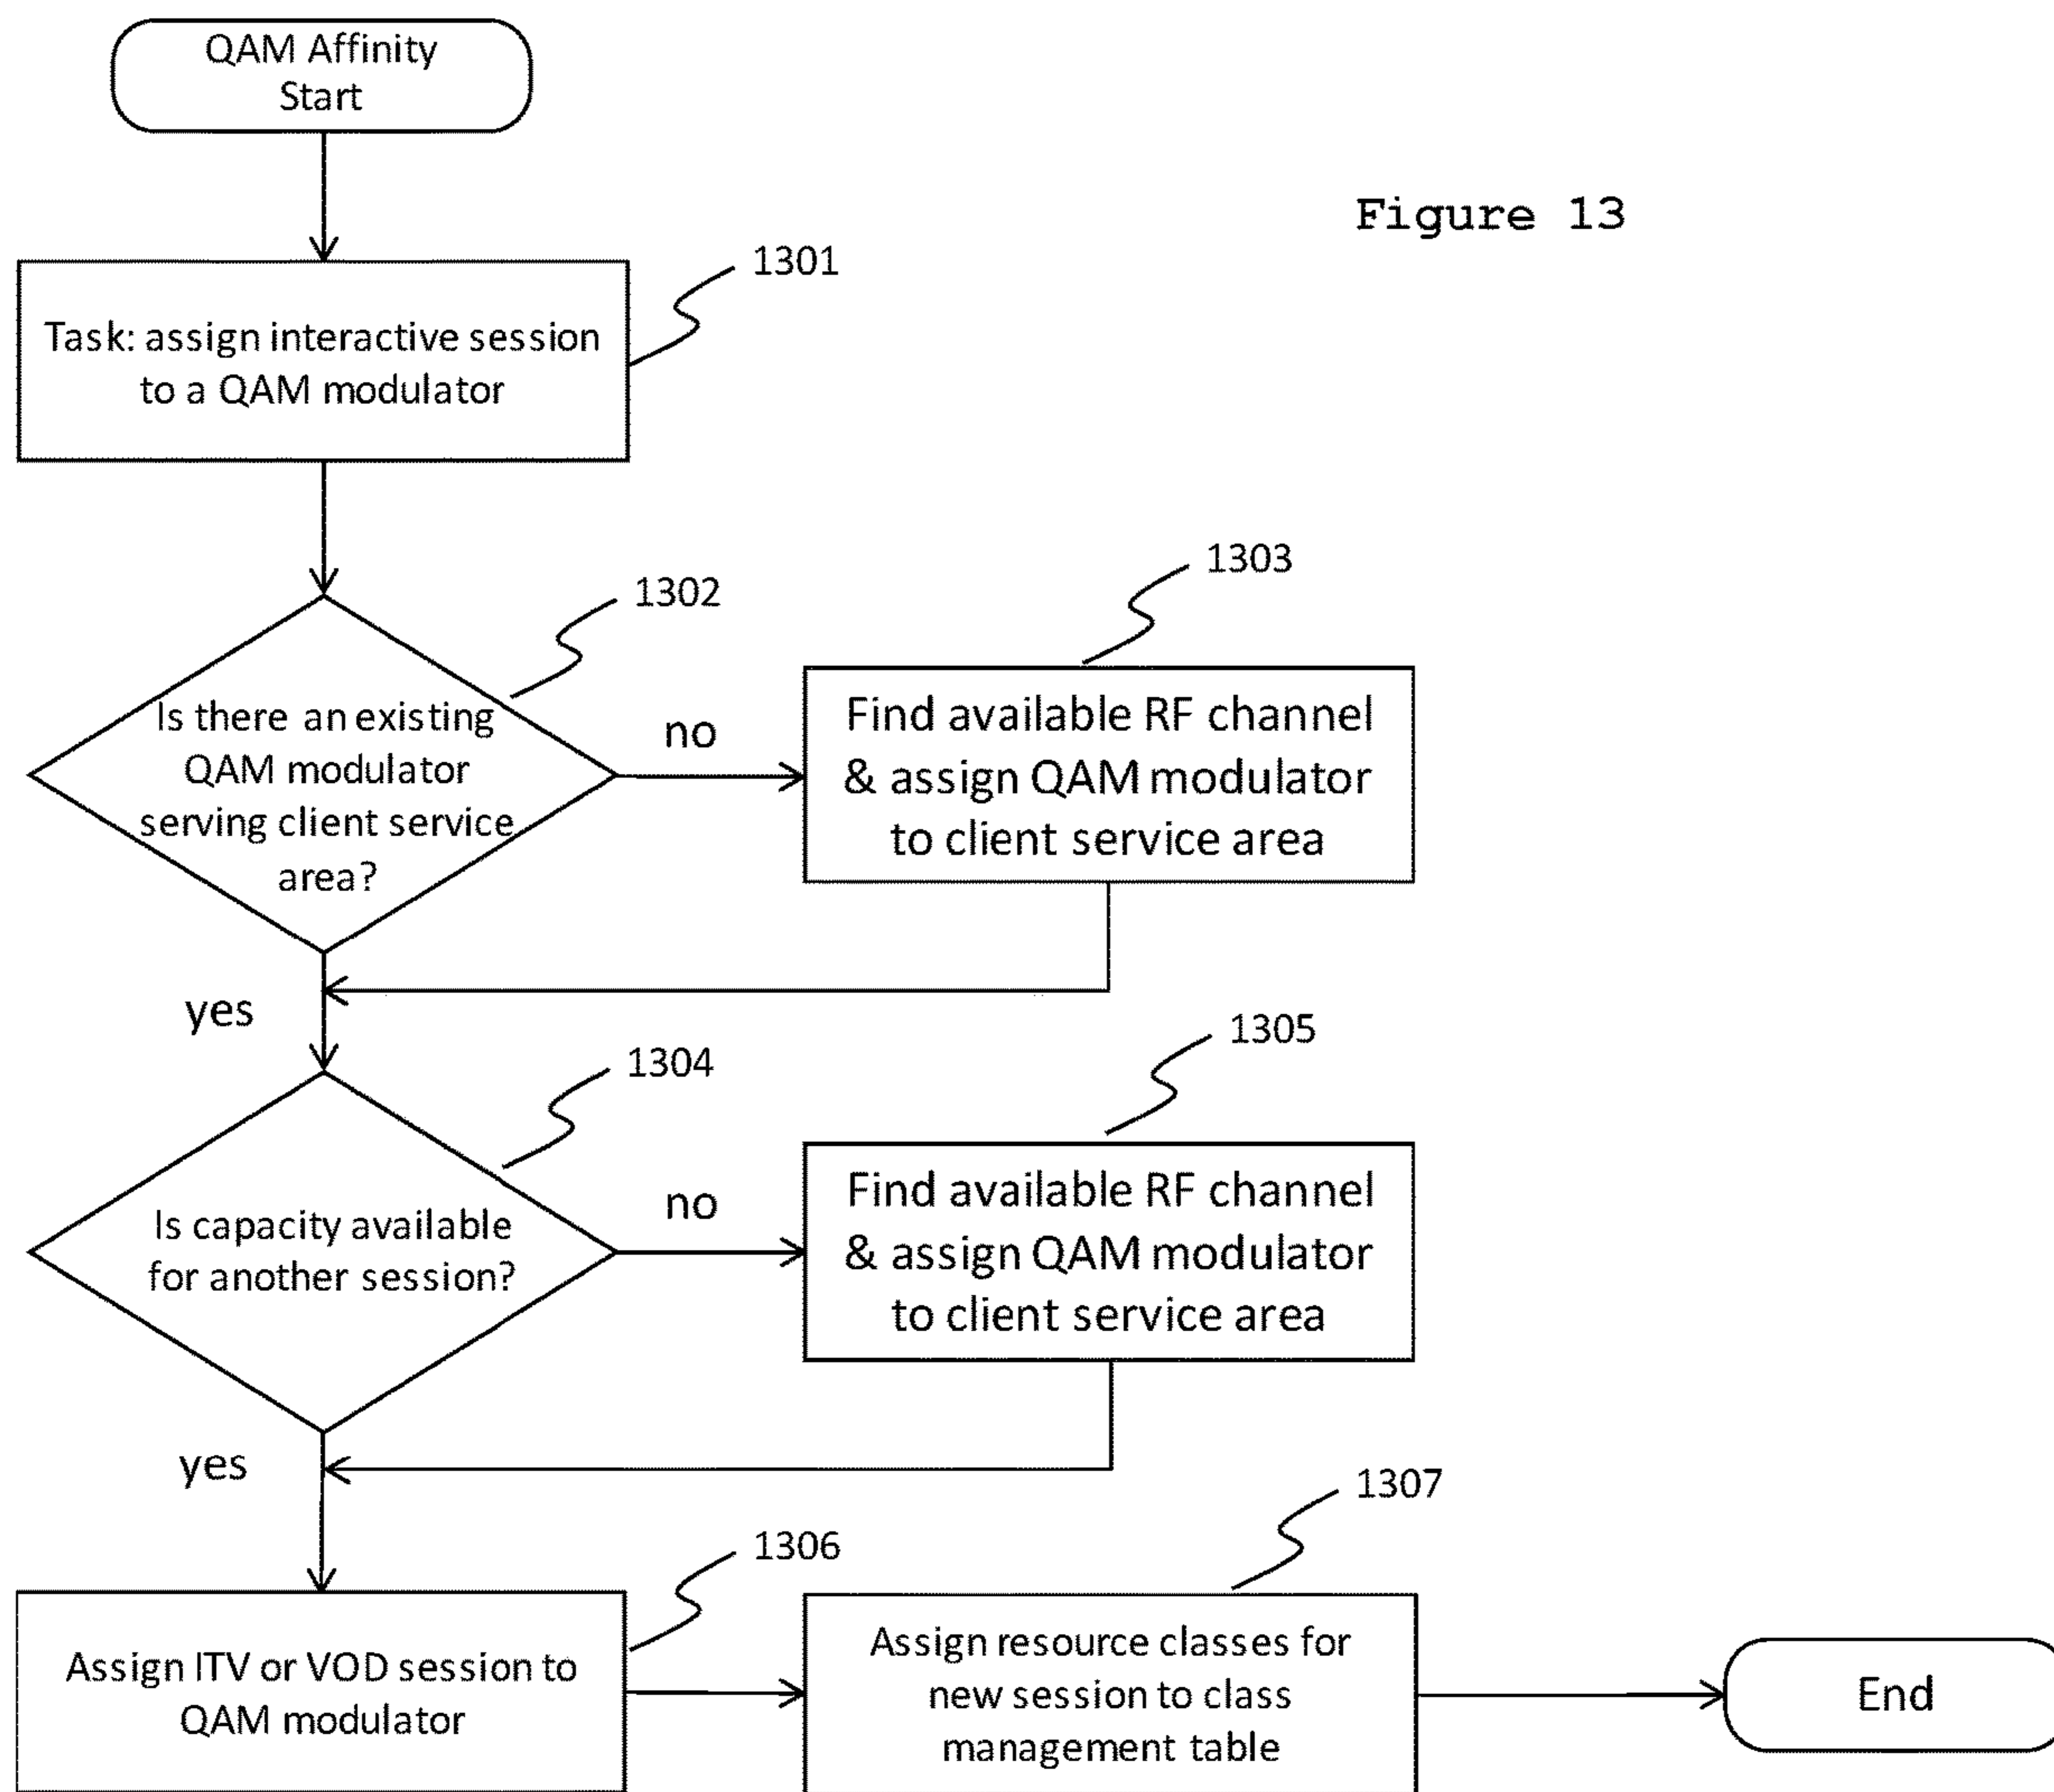 QAM Affinity
Start
Figure 13
1301
Task: assign interactive session
to a QAM modulator
1302
Is there an existing
QAM modulator
serving client service
area?
no
1303
Find available RF channel
& assign QAM modulator
to client service area
yes
1304
Is capacity available
for another session?
no
1305
Find available RF channel
& assign QAM modulator
to client service area
yes
1306
Assign ITV or VOD session to
QAM modulator
1307
Assign resource classes for
new session to class
management table
End